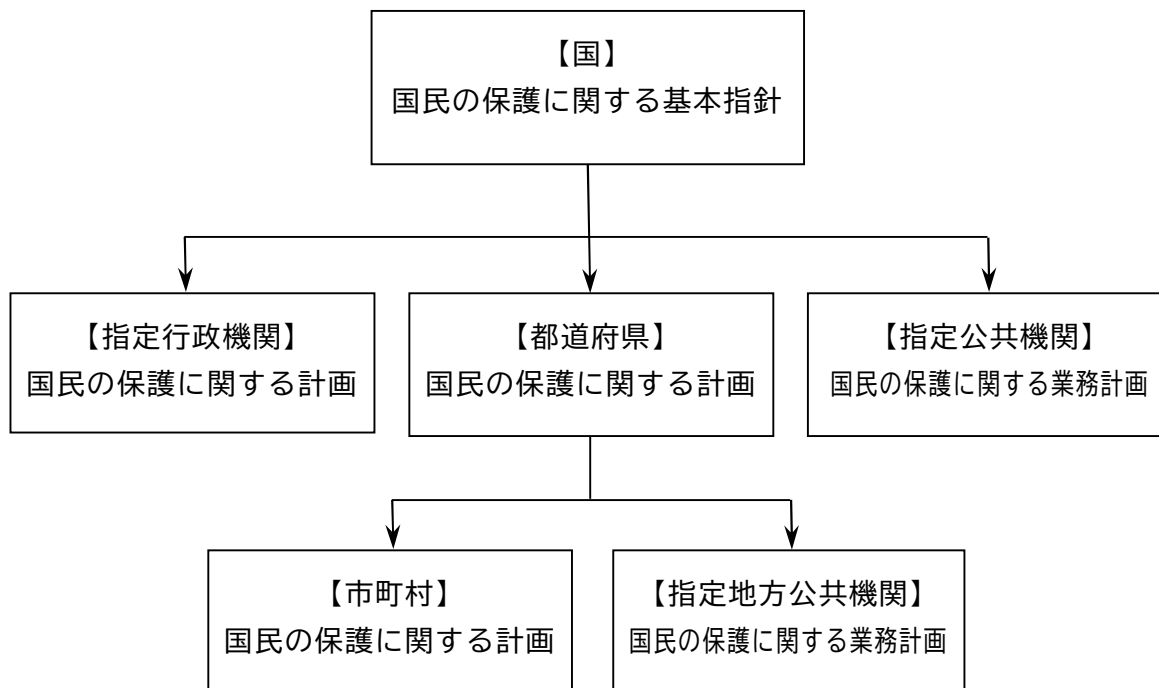 【国】
国民の保護に関する基本指針
【指定行政機関】
国民の保護に関する計画
【都道府県】
国民の保護に関する計画
【指定公共機関】
国民の保護に関する業務計画
【市町村】
国民の保護に関する計画
【指定地方公共機関】
国民の保護に関する業務計画